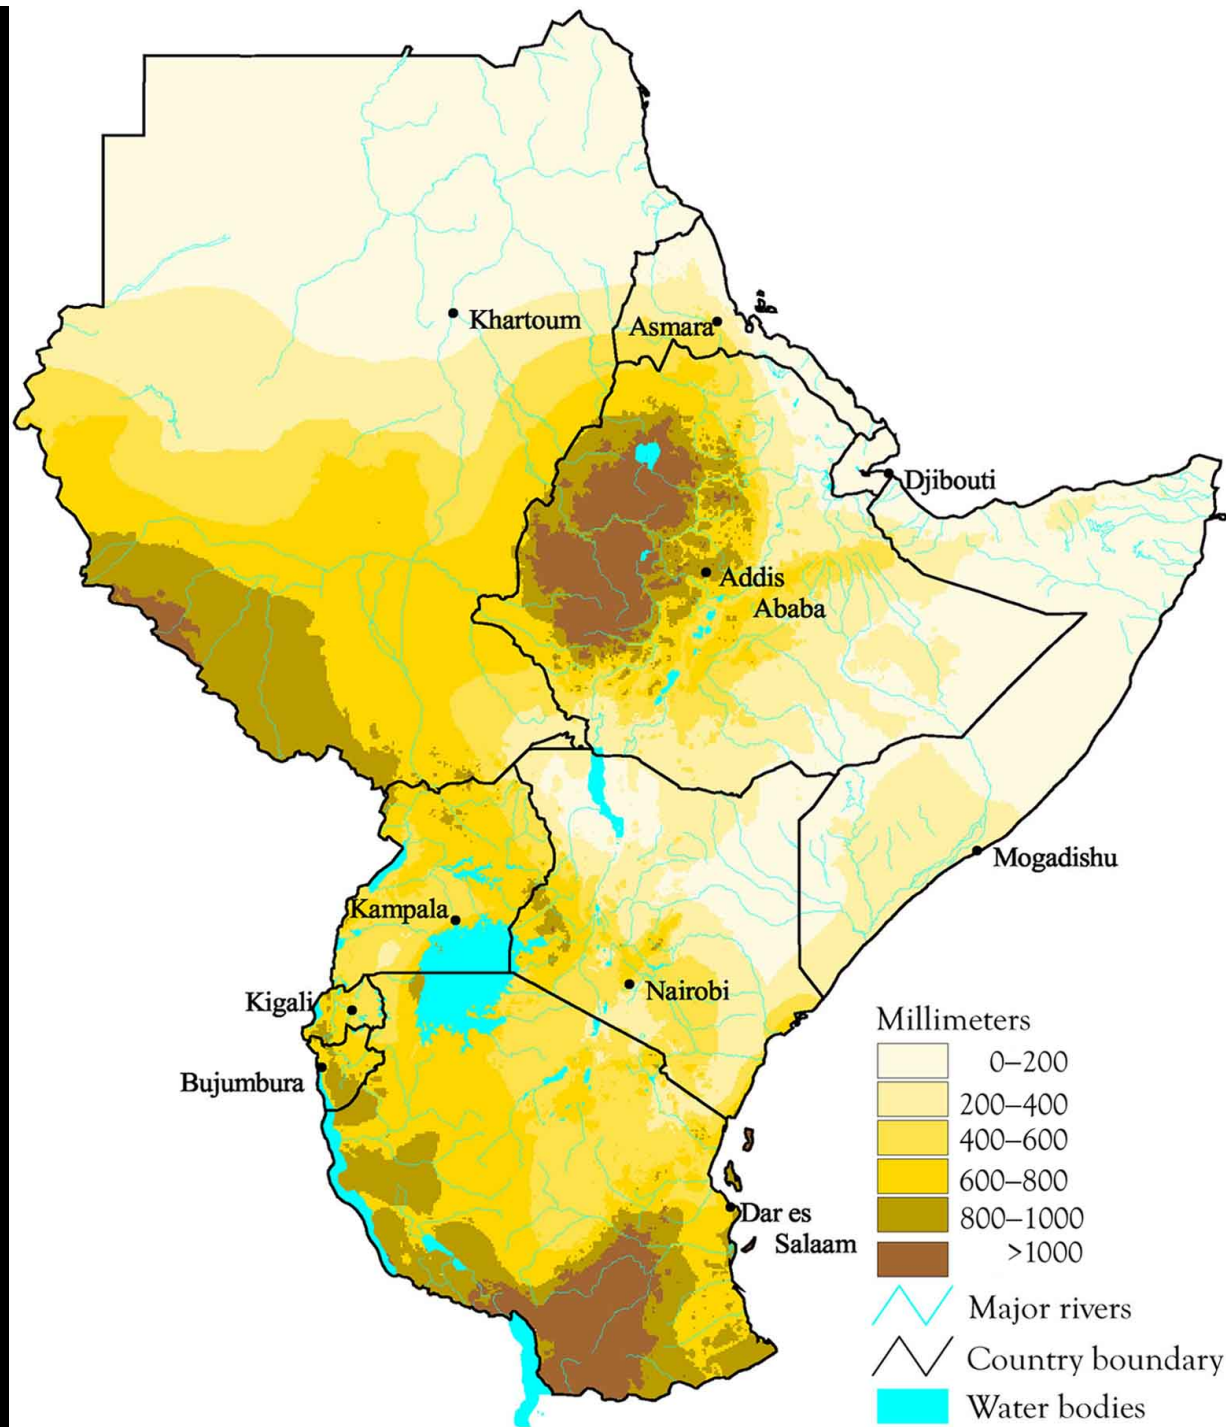 Khartoum
Asmara
Djibouti
Addis
Ababa
Mogadishu
Kampala
Nairobi
Kigali
Bujumbura
Dar es
Salaam
Millimeters
0–200
200–400
400–600
600–800
800–1000
>1000
Major rivers
Country boundary
Water bodies